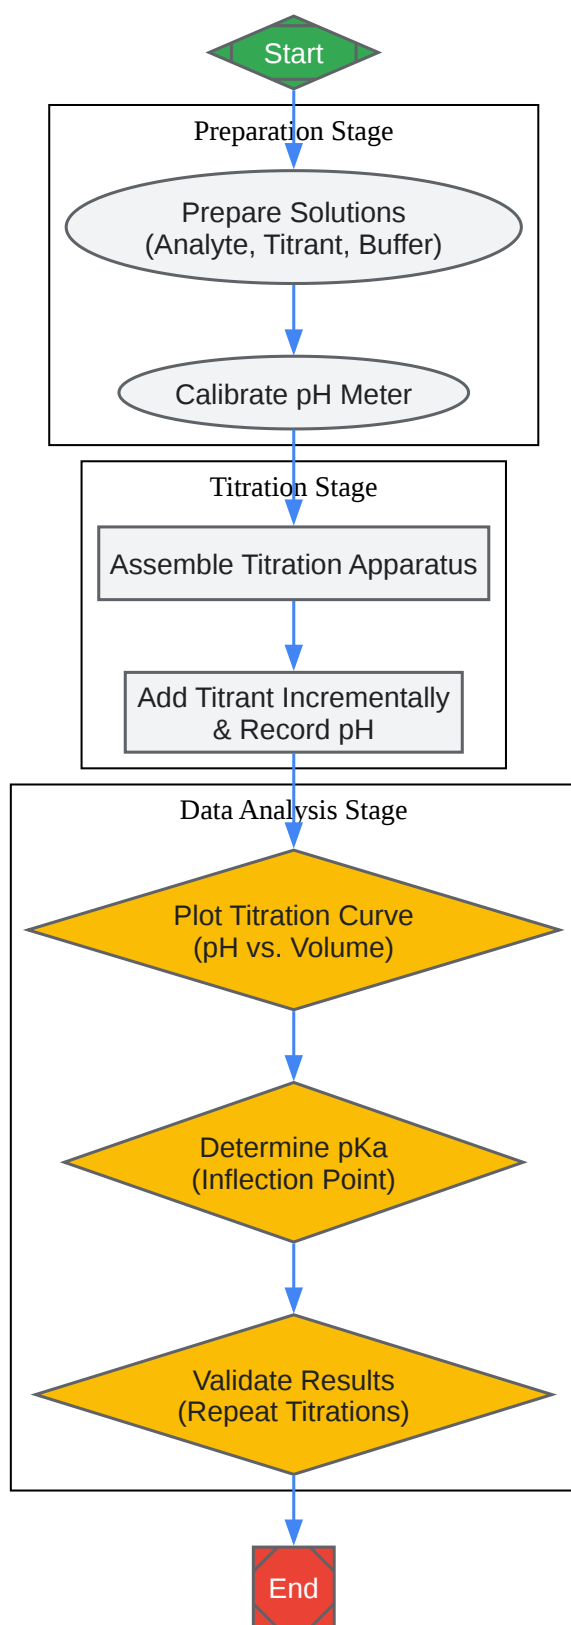 Start
Preparation Stage
Prepare Solutions
(Analyte, Titrant, Buffer)
Calibrate pH Meter
Titration Stage
Assemble Titration Apparatus
Add Titrant Incrementally
& Record pH
Data Analysis Stage
Plot Titration Curve
(pH vs. Volume)
Determine pKa
(Inflection Point)
Validate Results
(Repeat Titrations)
End